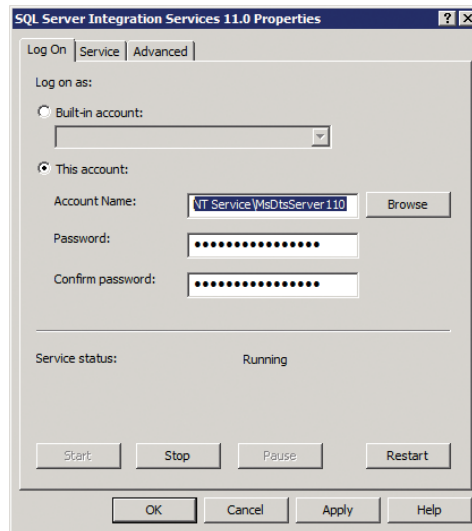 SQL Server Integration Services 11.0 Properties
Log On Service Advanced
Log on as:
Built-in account:
This account:
Account Name: NT Service\MsDtsServer110 Browse
Password: ●●●●●●●●●●●●●●●●
Confirm password: ●●●●●●●●●●●●●●●●
Service status: Running
Start Stop Pause Restart
OK Cancel Apply Help